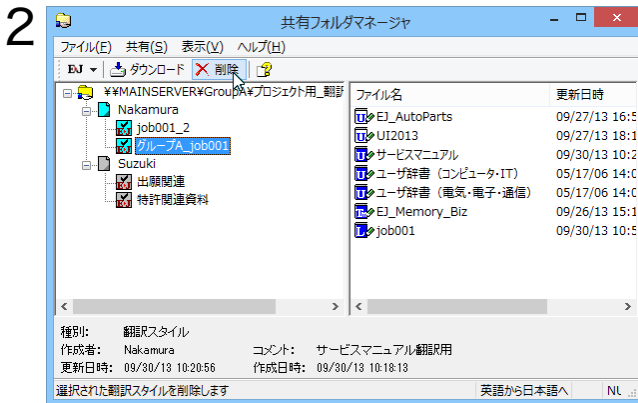 2
共有フォルダマネージャ
ファイル(F) 共有(S) 表示(V) ヘルプ(H)
EJ ダウンロード 削除
¥¥MAINSERVER¥GroupA¥プロジェクト用_翻訳
Nakamura
job001_2
グループA_job001
Suzuki
出願関連
特許関連資料
ファイル名 更新日時
EJ_AutoParts 09/27/13 16:5
UI2013 09/27/13 18:1
サービスマニュアル 09/30/13 10:2
ユーザ辞書（コンピュータ・IT） 05/17/06 14:0
ユーザ辞書（電気・電子・通信） 05/17/06 14:0
EJ_Memory_Biz 09/26/13 15:1
job001 09/30/13 10:5
種別: 翻訳スタイル
作成者: Nakamura コメント: サービスマニュアル翻訳用
更新日時: 09/30/13 10:20:56 作成日時: 09/30/13 10:18:13
選択された翻訳スタイルを削除します 英語から日本語へ NU